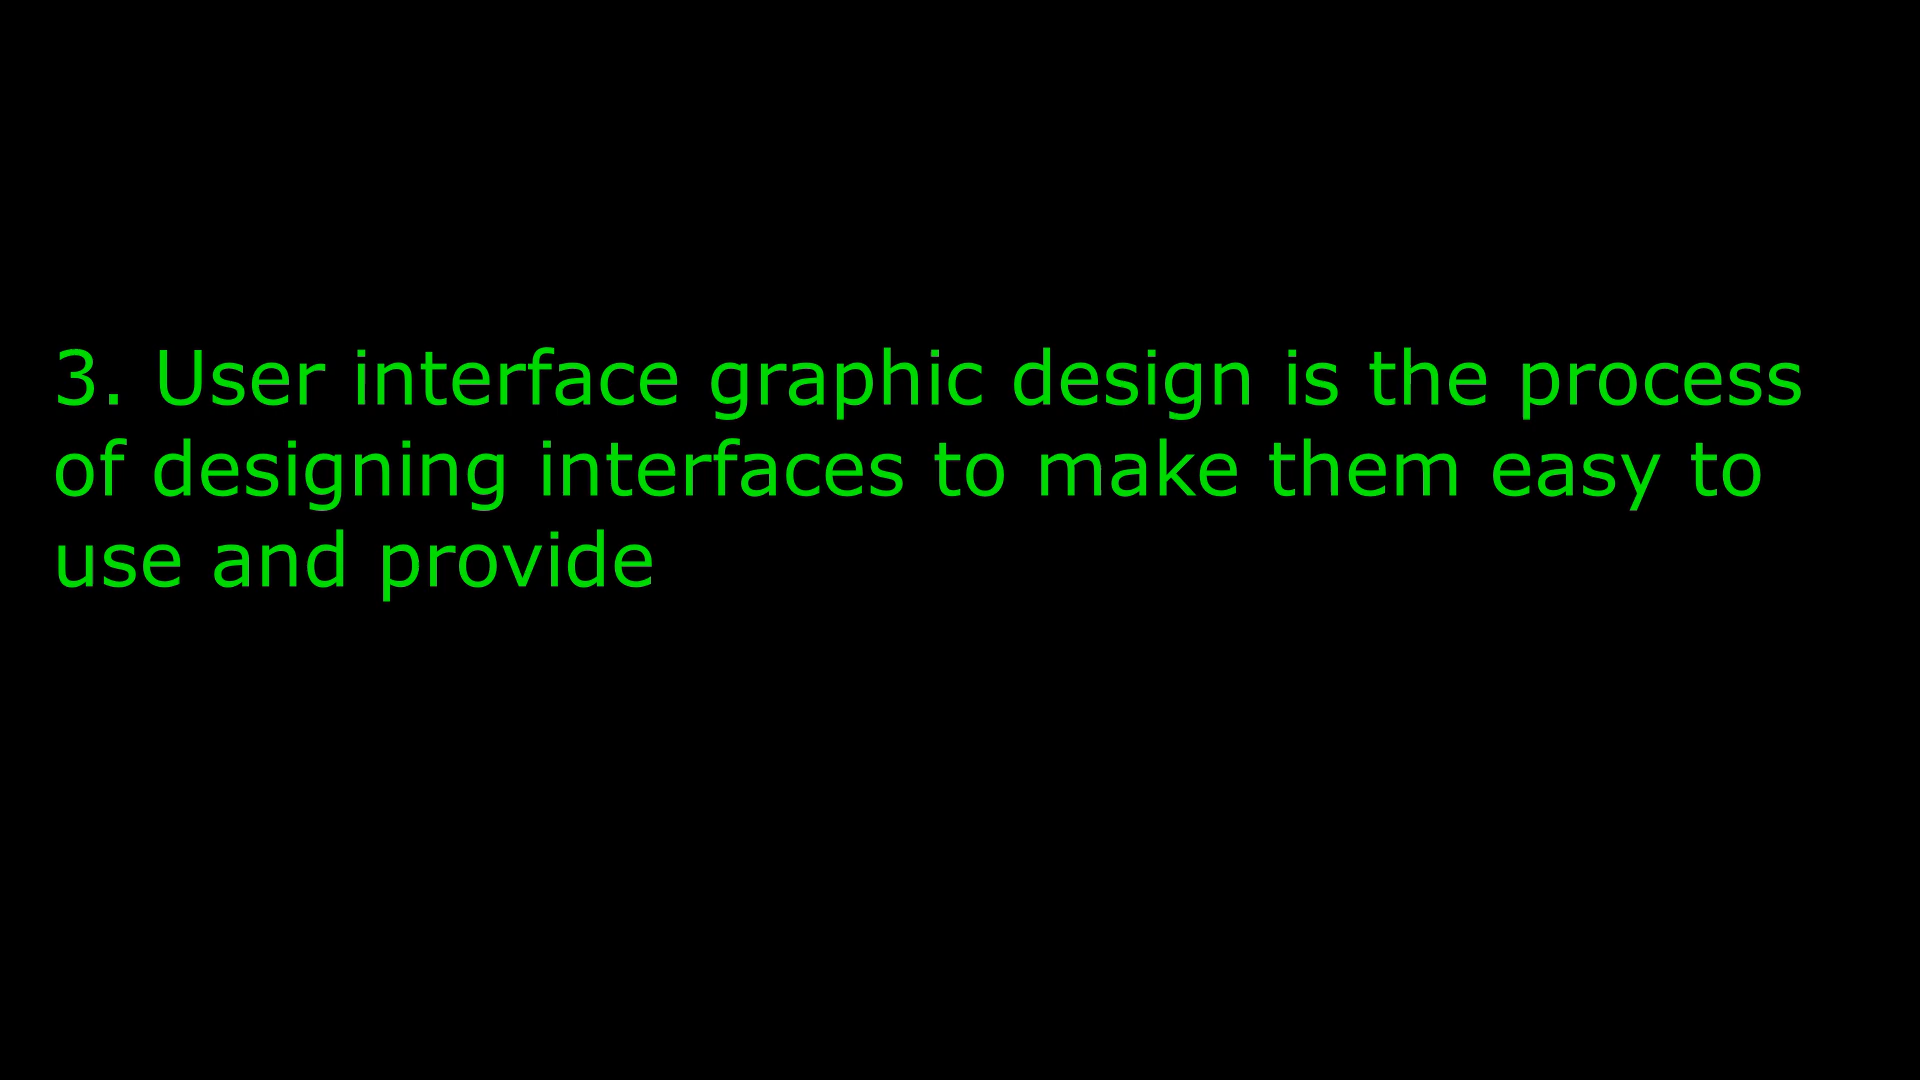 3. User interface graphic design is the process
of designing interfaces to make them easy to
use and provide